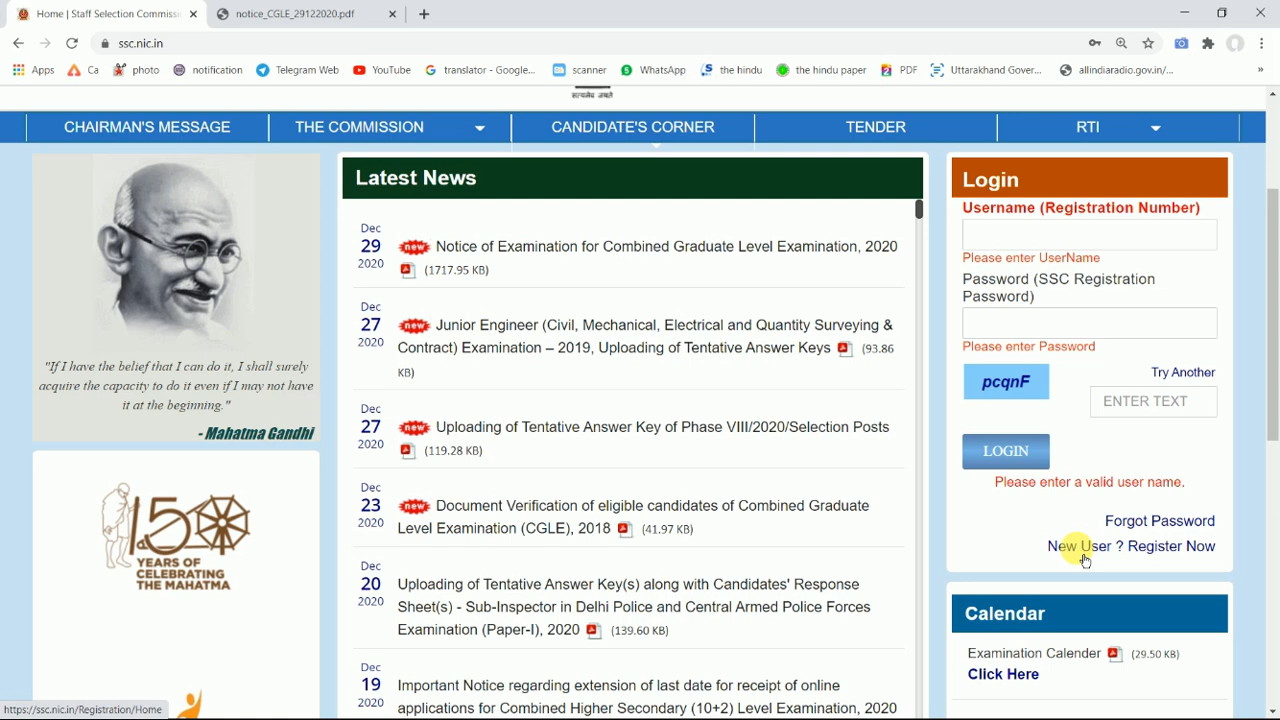 Home | Staff Selection Commissi
notice_CGLE_29122020.pdf
ssc.nic.in
Apps
Ca
photo
notification
Telegram Web
YouTube
translator - Google...
scanner
WhatsApp
the hindu
the hindu paper
PDF
Uttarakhand Gover...
allindiaradio.gov.in/...
»
सत्यमेव जयते
CHAIRMAN'S MESSAGE
THE COMMISSION
CANDIDATE'S CORNER
TENDER
RTI
"If I have the belief that I can do it, I shall surely
acquire the capacity to do it even if I may not have
it at the beginning."
- Mahatma Gandhi
150
YEARS OF
CELEBRATING
THE MAHATMA
Latest News
Dec
29
2020
new Notice of Examination for Combined Graduate Level Examination, 2020
(1717.95 KB)
Dec
27
2020
new Junior Engineer (Civil, Mechanical, Electrical and Quantity Surveying &
Contract) Examination – 2019, Uploading of Tentative Answer Keys (93.86
KB)
Dec
27
2020
new Uploading of Tentative Answer Key of Phase VIII/2020/Selection Posts
(119.28 KB)
Dec
23
2020
new Document Verification of eligible candidates of Combined Graduate
Level Examination (CGLE), 2018 (41.97 KB)
Dec
20
2020
Uploading of Tentative Answer Key(s) along with Candidates' Response
Sheet(s) - Sub-Inspector in Delhi Police and Central Armed Police Forces
Examination (Paper-I), 2020 (139.60 KB)
Dec
19
2020
Important Notice regarding extension of last date for receipt of online
applications for Combined Higher Secondary (10+2) Level Examination, 2020
Login
Username (Registration Number)
Please enter UserName
Password (SSC Registration
Password)
Please enter Password
pcqnF
Try Another
ENTER TEXT
LOGIN
Please enter a valid user name.
Forgot Password
New User ? Register Now
Calendar
Examination Calender (29.50 KB)
Click Here
https://ssc.nic.in/Registration/Home